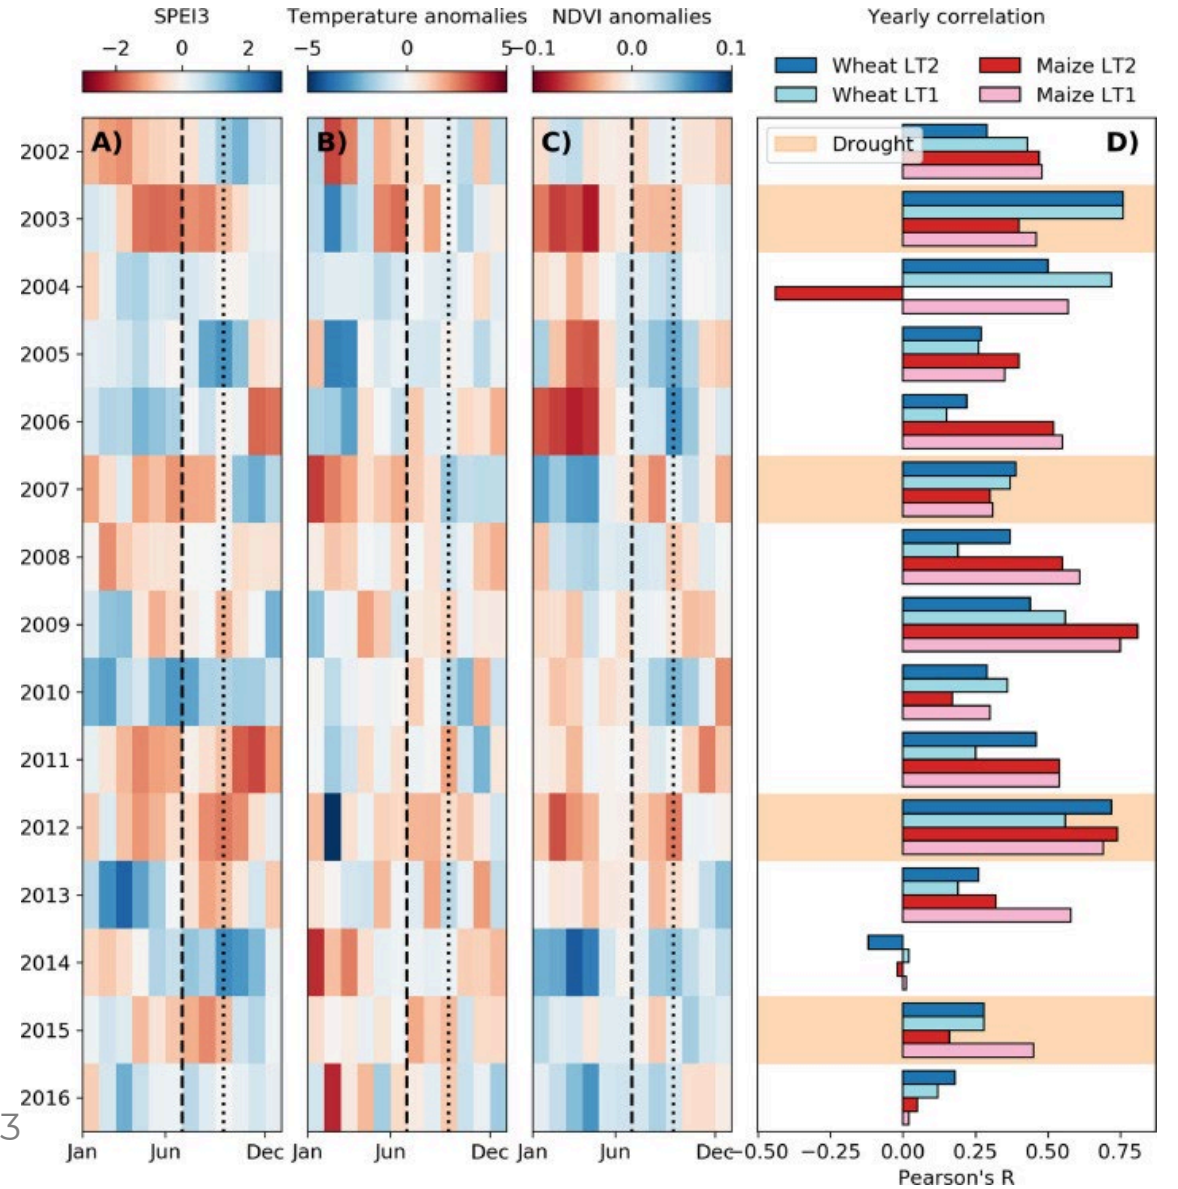 SPEI3 Temperature anomalies NDVI anomalies Yearly correlation
−2 0 2 −5 0 5 −0.1 0.0 0.1
Wheat LT2 Maize LT2
Wheat LT1 Maize LT1
A) B) C) Drought D)
2002
2003
2004
2005
2006
2007
2008
2009
2010
2011
2012
2013
2014
2015
2016
3
Jan Jun Dec Jan Jun Dec Jan Jun Dec −0.50 −0.25 0.00 0.25 0.50 0.75
Pearson's R